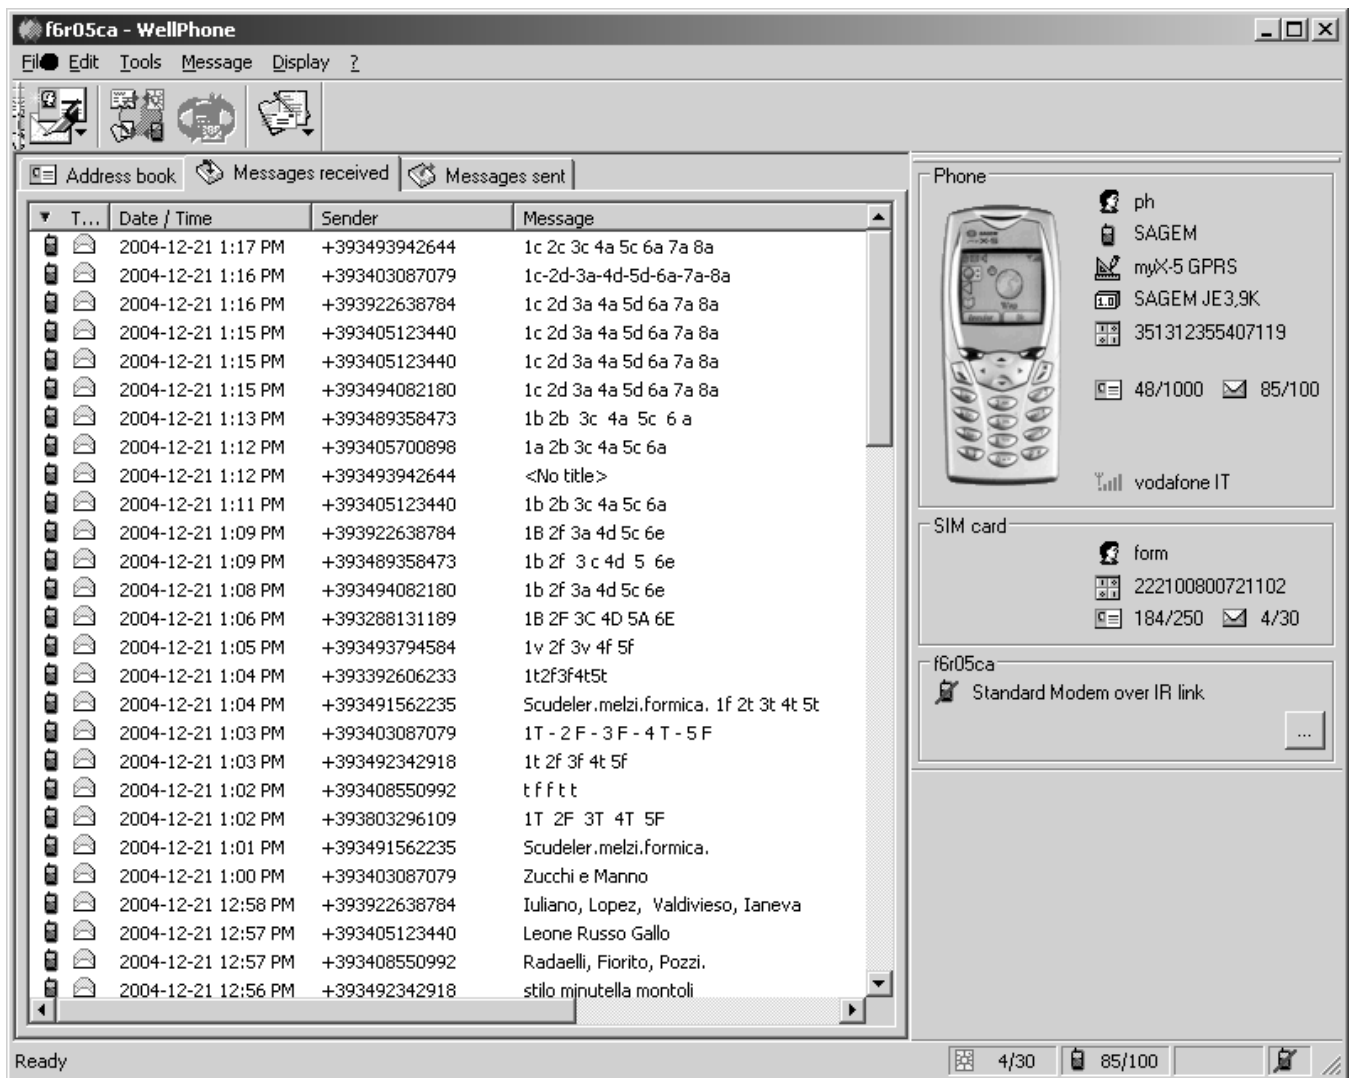 f6r05ca - WellPhone
Edit Tools Message Display ?
Address book Messages received Messages sent
T... Date / Time Sender Message
2004-12-21 1:17 PM +393493942644 1c 2c 3c 4a 5c 6a 7a 8a
2004-12-21 1:16 PM +393403087079 1c-2d-3a-4d-5d-6a-7a-8a
2004-12-21 1:16 PM +393922638784 1c 2d 3a 4a 5d 6a 7a 8a
2004-12-21 1:15 PM +393405123440 1c 2d 3a 4a 5d 6a 7a 8a
2004-12-21 1:15 PM +393405123440 1c 2d 3a 4a 5d 6a 7a 8a
2004-12-21 1:15 PM +393494082180 1c 2d 3a 4a 5d 6a 7a 8a
2004-12-21 1:13 PM +393489358473 1b 2b 3c 4a 5c 6 a
2004-12-21 1:12 PM +393405700898 1a 2b 3c 4a 5c 6a
2004-12-21 1:12 PM +393493942644 <No title>
2004-12-21 1:11 PM +393405123440 1b 2b 3c 4a 5c 6a
2004-12-21 1:09 PM +393922638784 1B 2f 3a 4d 5c 6e
2004-12-21 1:09 PM +393489358473 1b 2f 3 c 4d 5 6e
2004-12-21 1:08 PM +393494082180 1b 2f 3a 4d 5c 6e
2004-12-21 1:06 PM +393288131189 1B 2F 3C 4D 5A 6E
2004-12-21 1:05 PM +393493794584 1v 2f 3v 4f 5f
2004-12-21 1:04 PM +393392606233 1t2f3f4t5t
2004-12-21 1:04 PM +393491562235 Scudeler.melzi.formica. 1f 2t 3t 4t 5t
2004-12-21 1:03 PM +393403087079 1T - 2 F - 3 F - 4 T - 5 F
2004-12-21 1:03 PM +393492342918 1t 2f 3f 4t 5f
2004-12-21 1:02 PM +393408550992 t f f t t
2004-12-21 1:02 PM +393803296109 1T 2F 3T 4T 5F
2004-12-21 1:01 PM +393491562235 Scudeler.melzi.formica.
2004-12-21 1:00 PM +393403087079 Zucchi e Manno
2004-12-21 12:58 PM +393922638784 Iuliano, Lopez, Valdivieso, Ianeva
2004-12-21 12:57 PM +393405123440 Leone Russo Gallo
2004-12-21 12:57 PM +393408550992 Radaelli, Fiorito, Pozzi.
2004-12-21 12:56 PM +393492342918 stilo minutella montoli
Phone
ph
SAGEM
myX-5 GPRS
SAGEM JE3,9K
351312355407119
48/1000 85/100
vodafone IT
SIM card
form
222100800721102
184/250 4/30
f6r05ca
Standard Modem over IR link
...
Ready 4/30 85/100